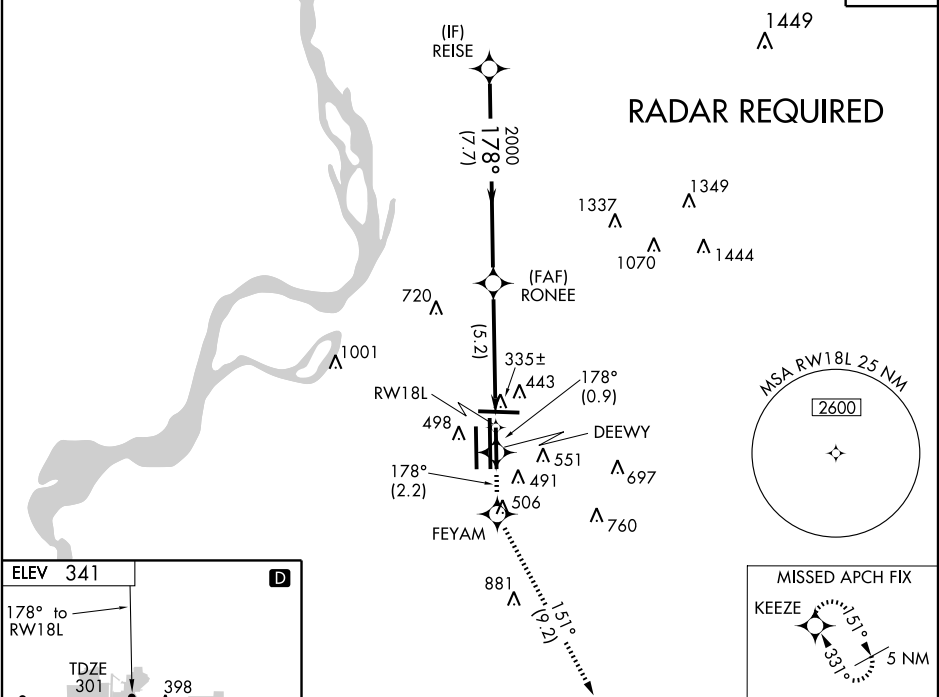 1449
(IF)
REISE
RADAR REQUIRED
2000
178°
(7.7)
1349
1337
1070
1444
(FAF)
RONEE
720
(5.2)
1001
335±
443
178°
(0.9)
RW18L
498
DEEWY
551
178°
(2.2)
491
697
506
FEYAM
760
MSA RW18L 25 NM
2600
881
151°
(9.2)
ELEV 341
D
178° to
RW18L
TDZE
301
398
MISSED APCH FIX
KEEZE
151°
331°
5 NM